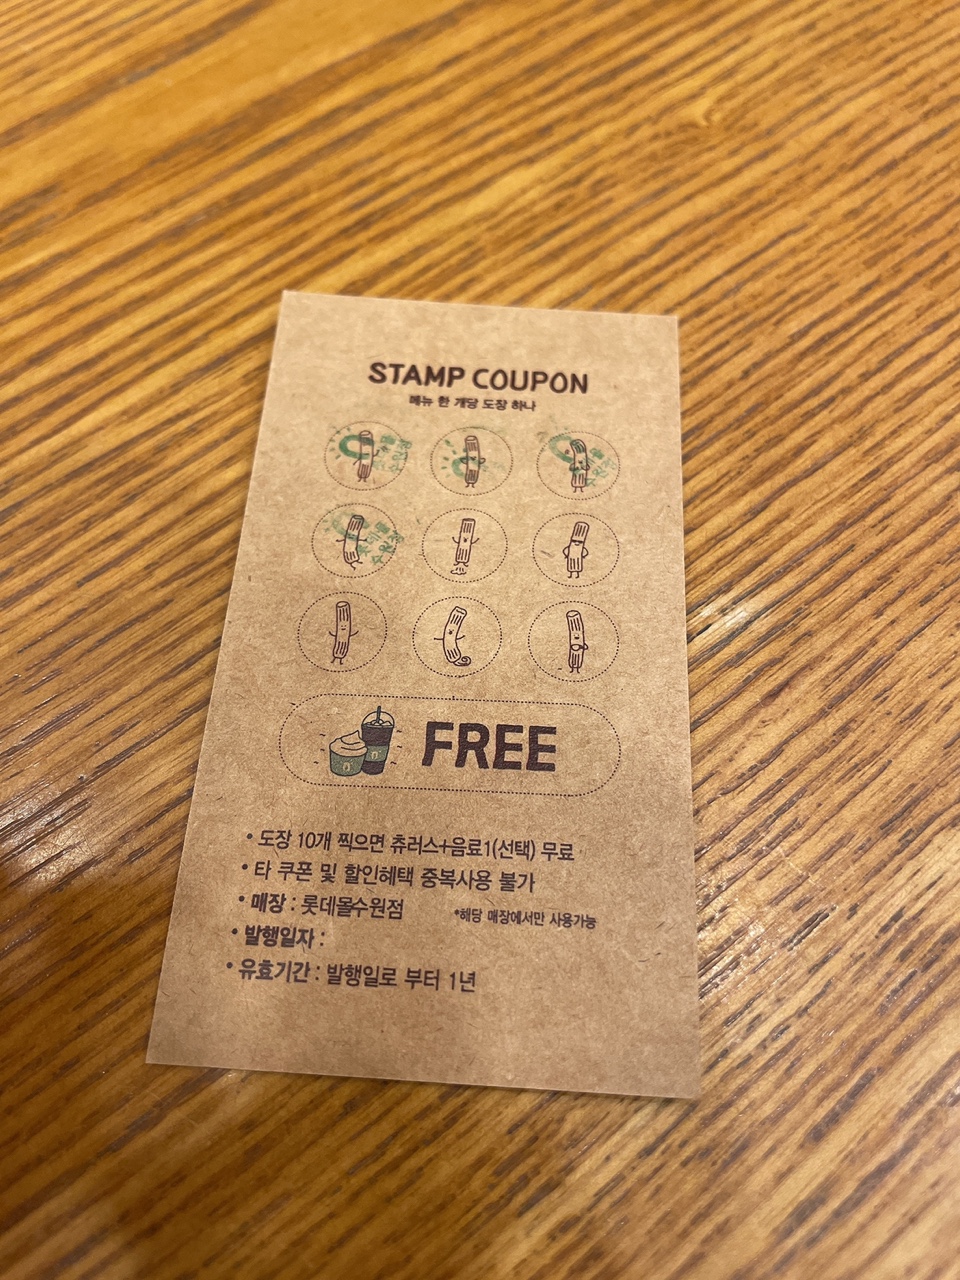 STAMP COUPON
메뉴 한 개당 도장 하나
FREE
• 도장 10개 찍으면 츄러스+음료1(선택) 무료
• 타 쿠폰 및 할인혜택 중복사용 불가
• 매장 : 롯데몰수원점 *해당 매장에서만 사용가능
• 발행일자 :
• 유효기간 : 발행일로 부터 1년